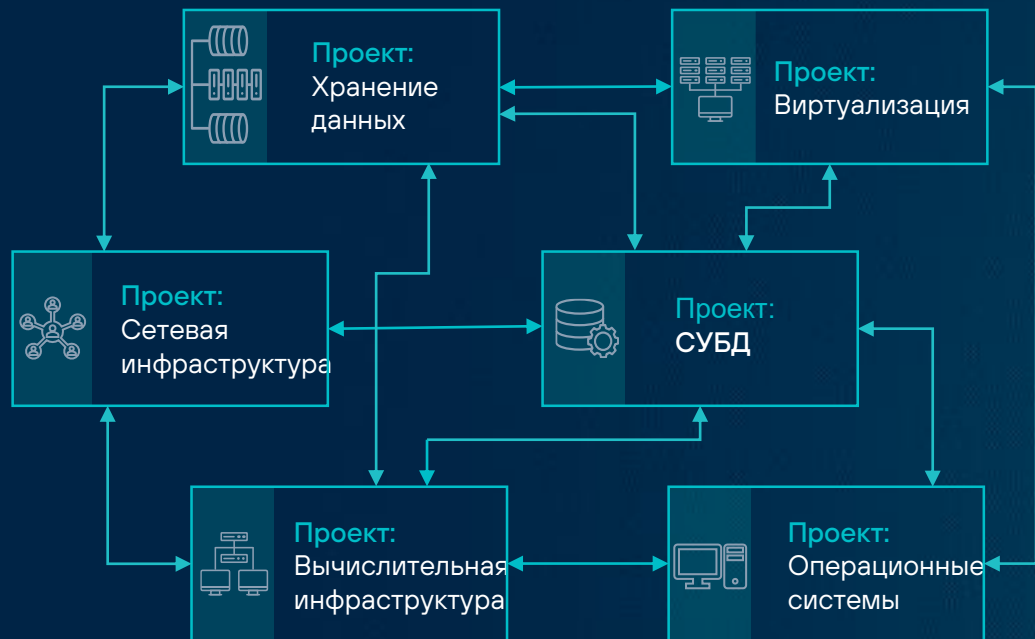 Проект:
Хранение
данных
Проект:
Виртуализация
Проект:
Сетевая
инфраструктура
Проект:
СУБД
Проект:
Вычислительная
инфраструктура
Проект:
Операционные
системы